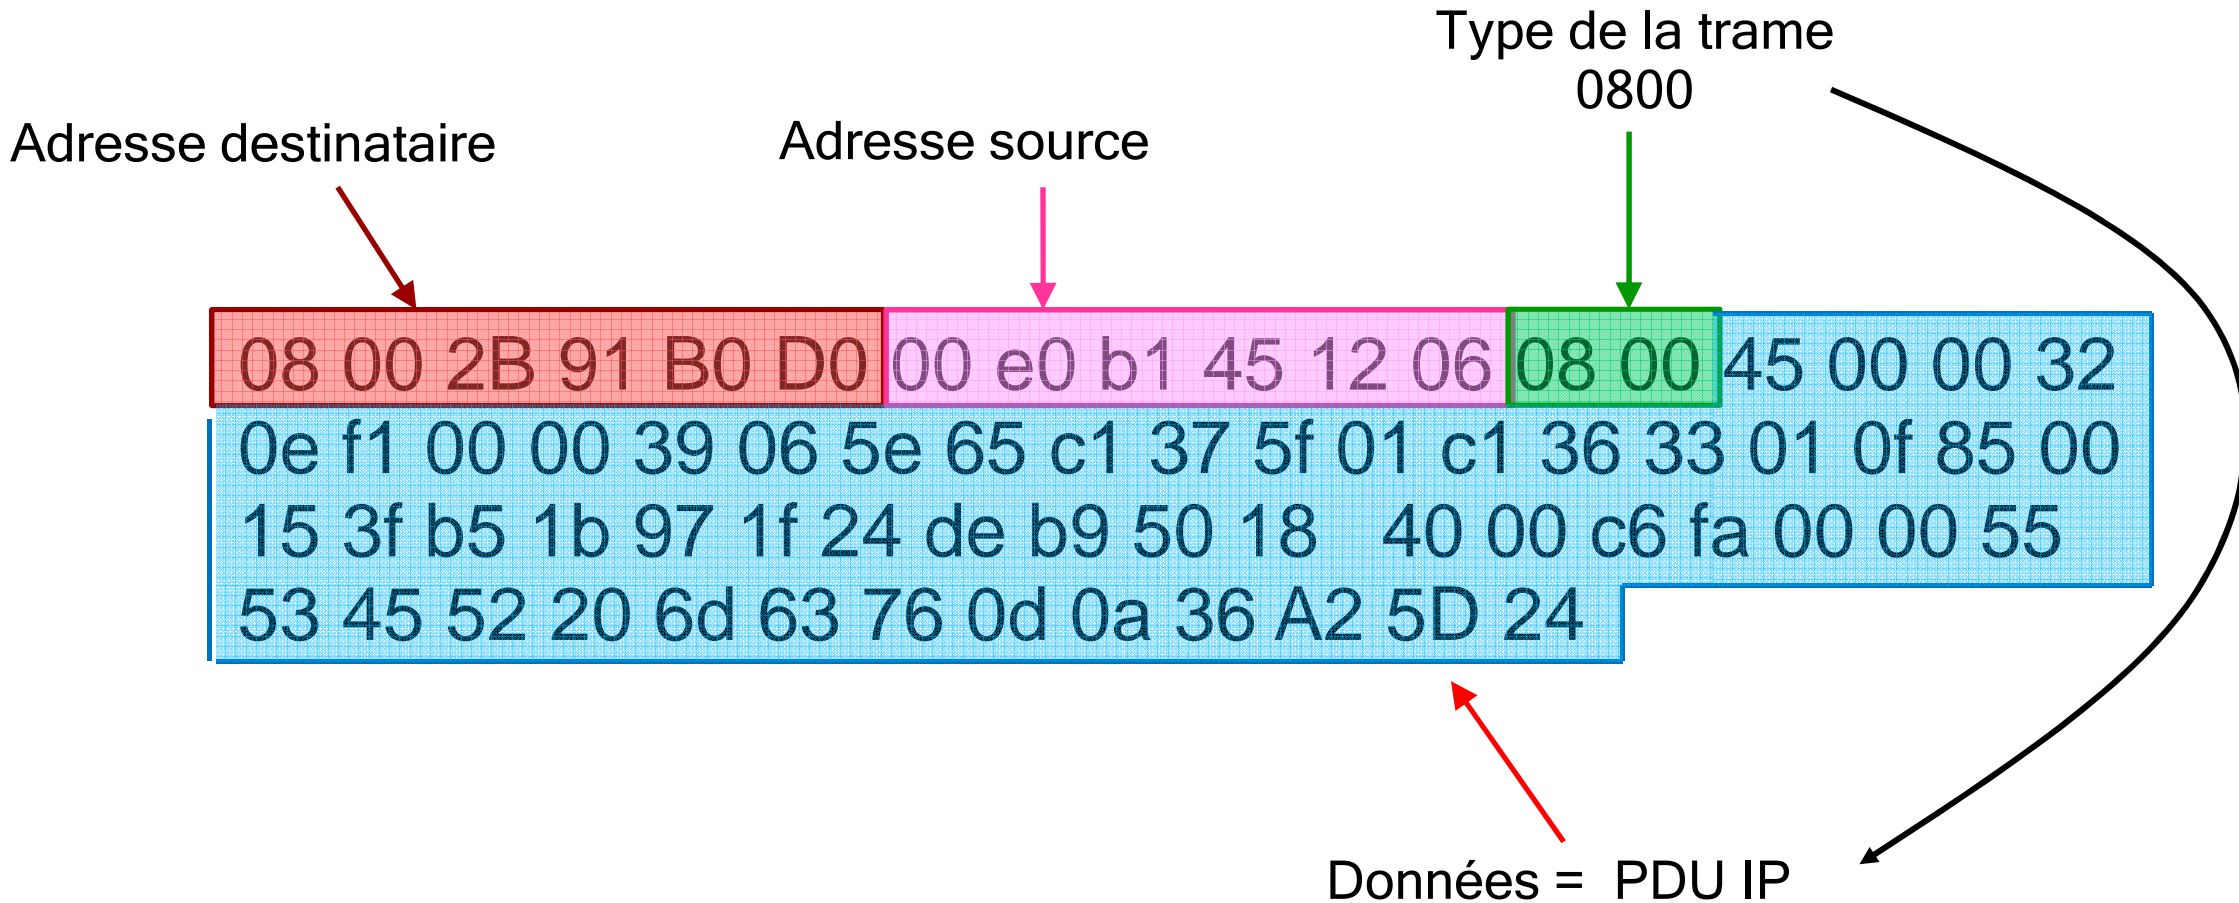 Type de la trame
0800
Adresse destinataire
Adresse source
08 00 2B 91 B0 D0 00 e0 b1 45 12 06 08 00 45 00 00 32
0e f1 00 00 39 06 5e 65 c1 37 5f 01 c1 36 33 01 0f 85 00
15 3f b5 1b 97 1f 24 de b9 50 18 40 00 c6 fa 00 00 55
53 45 52 20 6d 63 76 0d 0a 36 A2 5D 24
Données = PDU IP